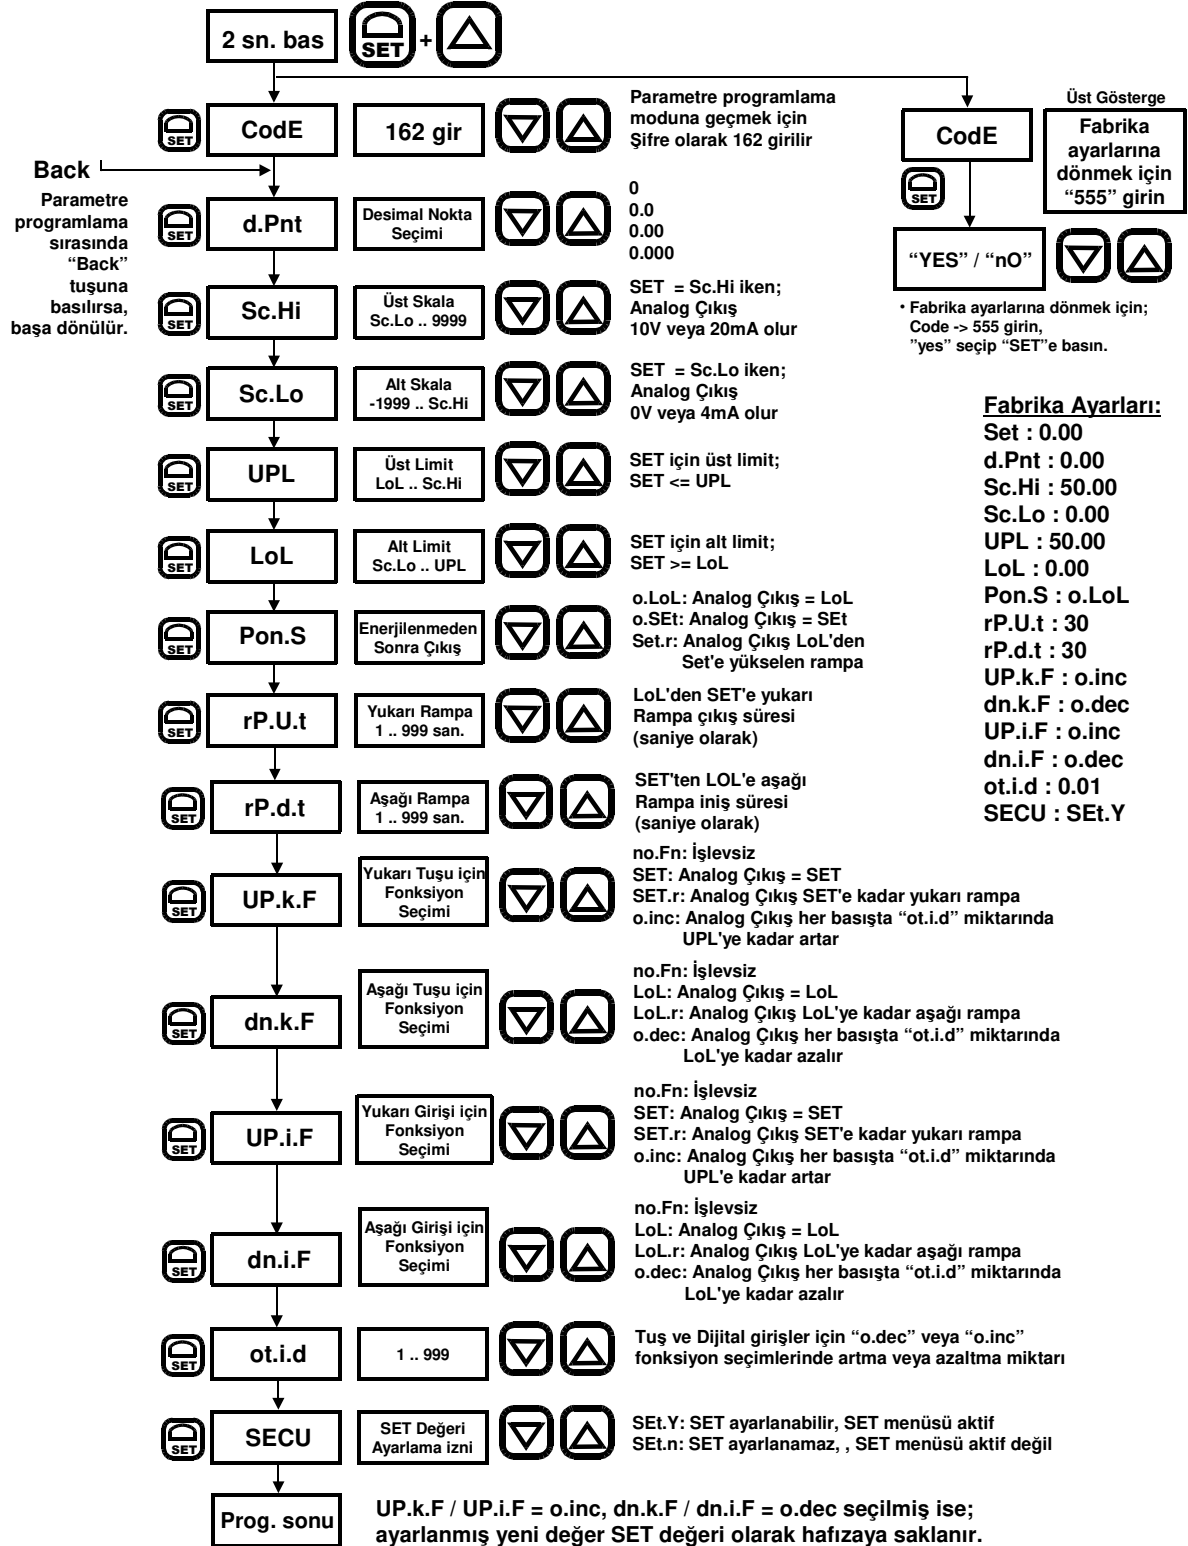 2 sn. bas
SET
+
SET
CodE
162 gir
Parametre programlama
moduna geçmek için
Şifre olarak 162 girilir
Back
Parametre
programlama
sırasında
“Back”
tuşuna
basılırsa,
başa dönülür.
SET
d.Pnt
Desimal Nokta
Seçimi
0
0.0
0.00
0.000
SET
Sc.Hi
Üst Skala
Sc.Lo .. 9999
SET = Sc.Hi iken;
Analog Çıkış
10V veya 20mA olur
SET
Sc.Lo
Alt Skala
-1999 .. Sc.Hi
SET = Sc.Lo iken;
Analog Çıkış
0V veya 4mA olur
SET
UPL
Üst Limit
LoL .. Sc.Hi
SET için üst limit;
SET <= UPL
SET
LoL
Alt Limit
Sc.Lo .. UPL
SET için alt limit;
SET >= LoL
SET
Pon.S
Enerjilenmeden
Sonra Çıkış
o.LoL: Analog Çıkış = LoL
o.SEt: Analog Çıkış = SEt
Set.r: Analog Çıkış LoL'den
Set'e yükselen rampa
SET
rP.U.t
Yukarı Rampa
1 .. 999 san.
LoL'den SET'e yukarı
Rampa çıkış süresi
(saniye olarak)
SET
rP.d.t
Aşağı Rampa
1 .. 999 san.
SET'ten LOL'e aşağı
Rampa iniş süresi
(saniye olarak)
SET
UP.k.F
Yukarı Tuşu için
Fonksiyon
Seçimi
no.Fn: İşlevsiz
SET: Analog Çıkış = SET
SET.r: Analog Çıkış SET'e kadar yukarı rampa
o.inc: Analog Çıkış her basışta “ot.i.d” miktarında
UPL'ye kadar artar
SET
dn.k.F
Aşağı Tuşu için
Fonksiyon
Seçimi
no.Fn: İşlevsiz
LoL: Analog Çıkış = LoL
LoL.r: Analog Çıkış LoL'ye kadar aşağı rampa
o.dec: Analog Çıkış her basışta “ot.i.d” miktarında
LoL'ye kadar azalır
SET
UP.i.F
Yukarı Girişi için
Fonksiyon
Seçimi
no.Fn: İşlevsiz
SET: Analog Çıkış = SET
SET.r: Analog Çıkış SET'e kadar yukarı rampa
o.inc: Analog Çıkış her basışta “ot.i.d” miktarında
UPL'e kadar artar
SET
dn.i.F
Aşağı Girişi için
Fonksiyon
Seçimi
no.Fn: İşlevsiz
LoL: Analog Çıkış = LoL
LoL.r: Analog Çıkış LoL'ye kadar aşağı rampa
o.dec: Analog Çıkış her basışta “ot.i.d” miktarında
LoL'ye kadar azalır
SET
ot.i.d
1 .. 999
Tuş ve Dijital girişler için “o.dec” veya “o.inc”
fonksiyon seçimlerinde artma veya azaltma miktarı
SET
SECU
SET Değeri
Ayarlama izni
SEt.Y: SET ayarlanabilir, SET menüsü aktif
SEt.n: SET ayarlanamaz, , SET menüsü aktif değil
Prog. sonu
UP.k.F / UP.i.F = o.inc, dn.k.F / dn.i.F = o.dec seçilmiş ise;
ayarlanmış yeni değer SET değeri olarak hafızaya saklanır.
CodE
Üst Gösterge
Fabrika
ayarlarına
dönmek için
“555” girin
SET
“YES” / “nO”
• Fabrika ayarlarına dönmek için;
Code -> 555 girin,
”yes” seçip “SET”e basın.
Fabrika Ayarları:
Set : 0.00
d.Pnt : 0.00
Sc.Hi : 50.00
Sc.Lo : 0.00
UPL : 50.00
LoL : 0.00
Pon.S : o.LoL
rP.U.t : 30
rP.d.t : 30
UP.k.F : o.inc
dn.k.F : o.dec
UP.i.F : o.inc
dn.i.F : o.dec
ot.i.d : 0.01
SECU : SEt.Y